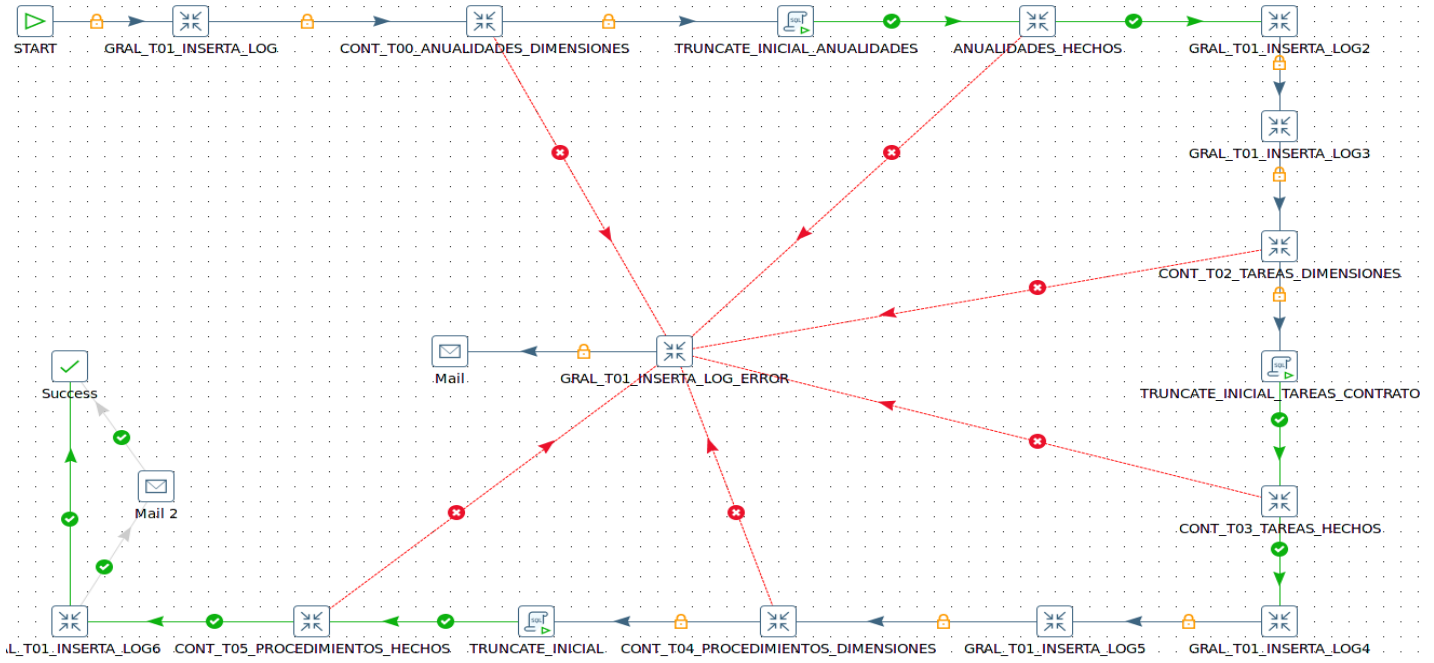 START
GRAL_T01_INSERTA_LOG
CONT_T00_ANUALIDADES_DIMENSIONES
TRUNCATE_INICIAL_ANUALIDADES
ANUALIDADES_HECHOS
GRAL_T01_INSERTA_LOG2
GRAL_T01_INSERTA_LOG3
CONT_T02_TAREAS_DIMENSIONES
Mail
GRAL_T01_INSERTA_LOG_ERROR
Success
TRUNCATE_INICIAL_TAREAS_CONTRATO
Mail 2
CONT_T03_TAREAS_HECHOS
AL_T01_INSERTA_LOG6
CONT_T05_PROCEDIMIENTOS_HECHOS
TRUNCATE_INICIAL
CONT_T04_PROCEDIMIENTOS_DIMENSIONES
GRAL_T01_INSERTA_LOG5
GRAL_T01_INSERTA_LOG4